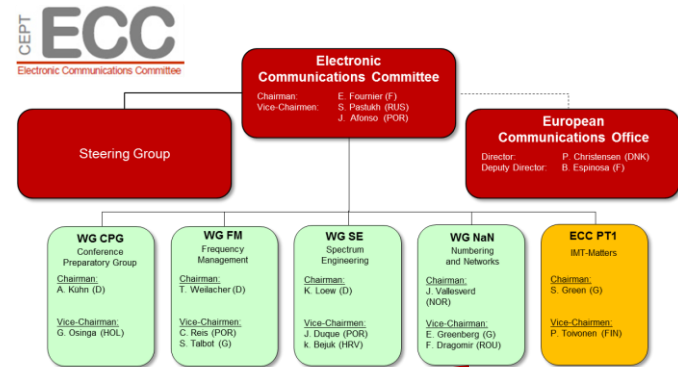 CEPT
ECC
Electronic Communications Committee
Electronic
Communications Committee
Chairman: E. Fournier (F)
Vice-Chairmen: S. Pastukh (RUS)
J. Afonso (POR)
Steering Group
European
Communications Office
Director: P. Christensen (DNK)
Deputy Director: B. Espinosa (F)
WG CPG
Conference
Preparatory Group
Chairman:
A. Kühn (D)
Vice-Chairman:
G. Osinga (HOL)
WG FM
Frequency
Management
Chairman:
T. Weilacher (D)
Vice-Chairmen:
C. Reis (POR)
S. Talbot (G)
WG SE
Spectrum
Engineering
Chairman:
K. Loew (D)
Vice-Chairmen:
J. Duque (POR)
k. Bejuk (HRV)
WG NaN
Numbering
and Networks
Chairman:
J. Vallesverd
(NOR)
Vice-Chairmen:
E. Greenberg (G)
F. Dragomir (ROU)
ECC PT1
IMT-Matters
Chairman:
S. Green (G)
Vice-Chairman:
P. Toivonen (FIN)